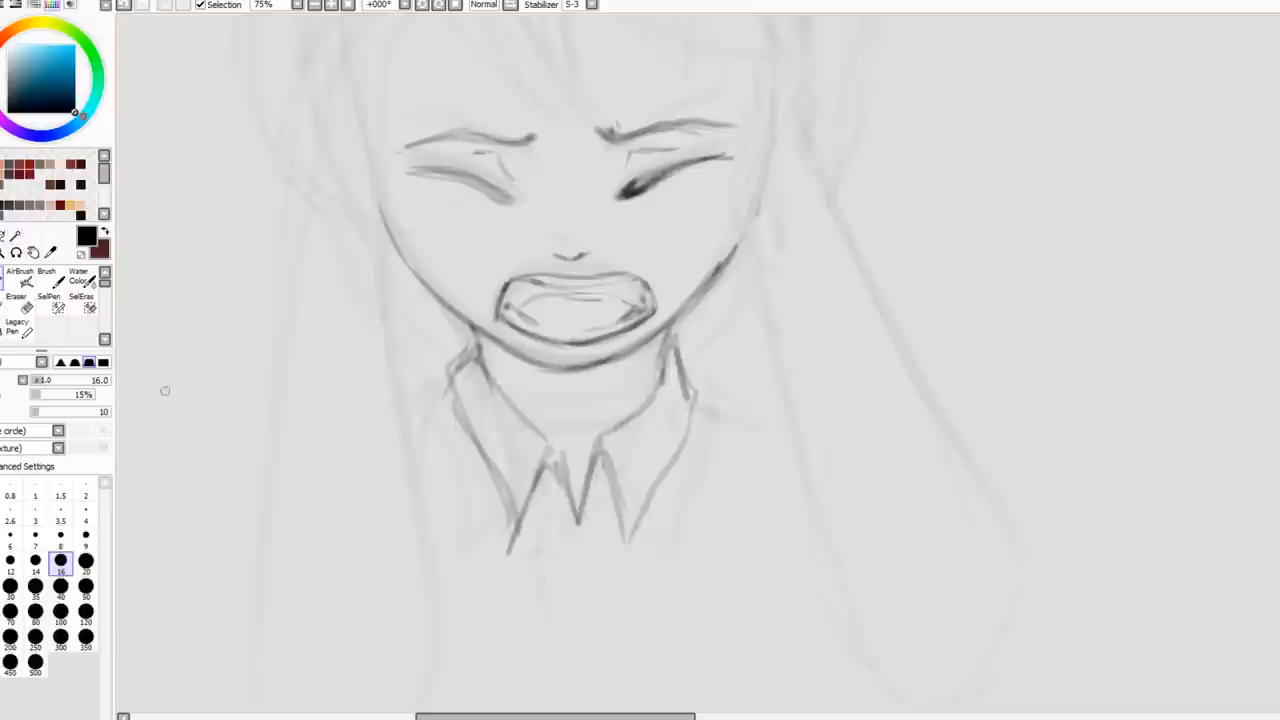 Selection 75% +000° Normal Stabilizer S-3
AirBrush Brush Water Color
Eraser SelPen SelEras
Legacy Pen
1.0 16.0
15%
10
circle)
Settings
0.8 1 1.5 2
2.6 3 3.5 4
6 7 8 9
12 14 16 20
30 35 40 50
70 80 100 120
200 250 300 350
450 500